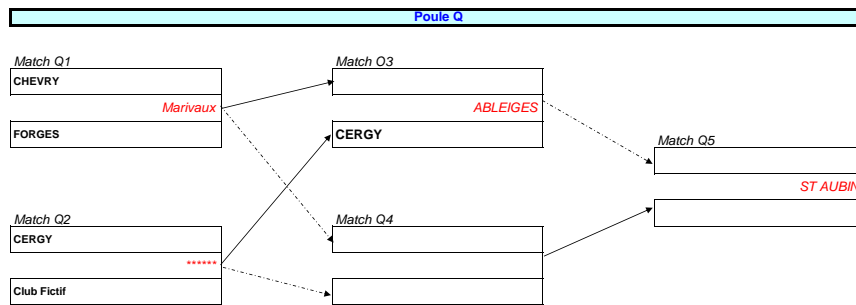 Poule Q
Match Q1
CHEVRY
Marivaux
FORGES
Match O3
ABLEIGES
CERGY
Match Q5
ST AUBIN
Match Q2
CERGY
******
Club Fictif
Match Q4